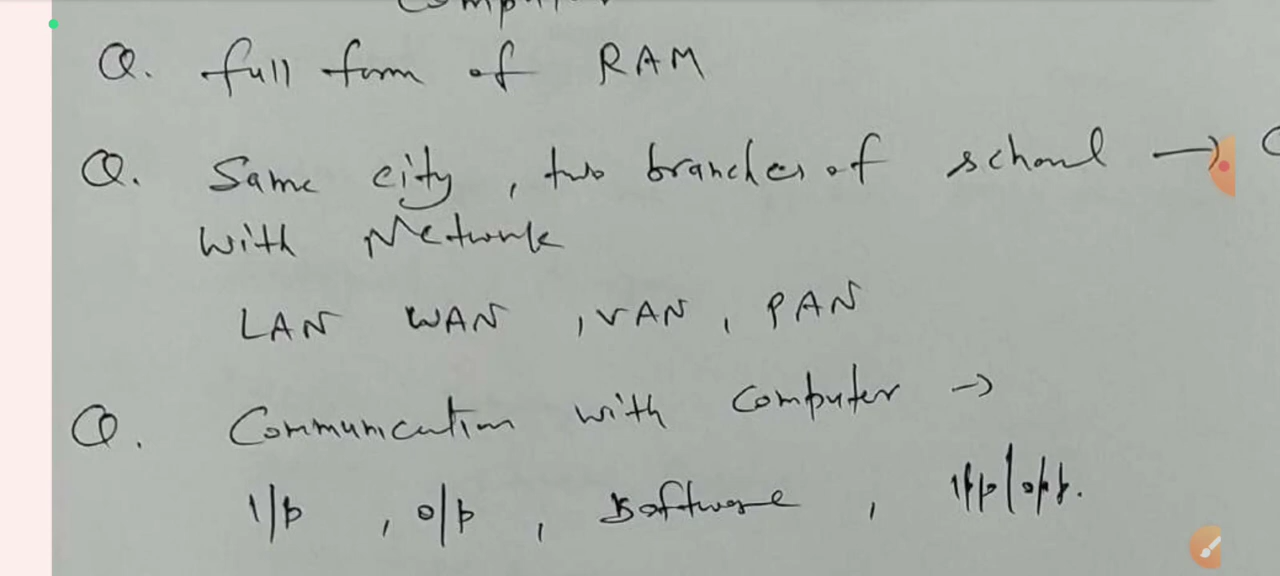 Q. full form of RAM
Q. Same city, two branches of school →
with Network
LAN WAN, VAN, PAN
Q. Communication with computer →
I/p, o/p, software, I/p/o/p.